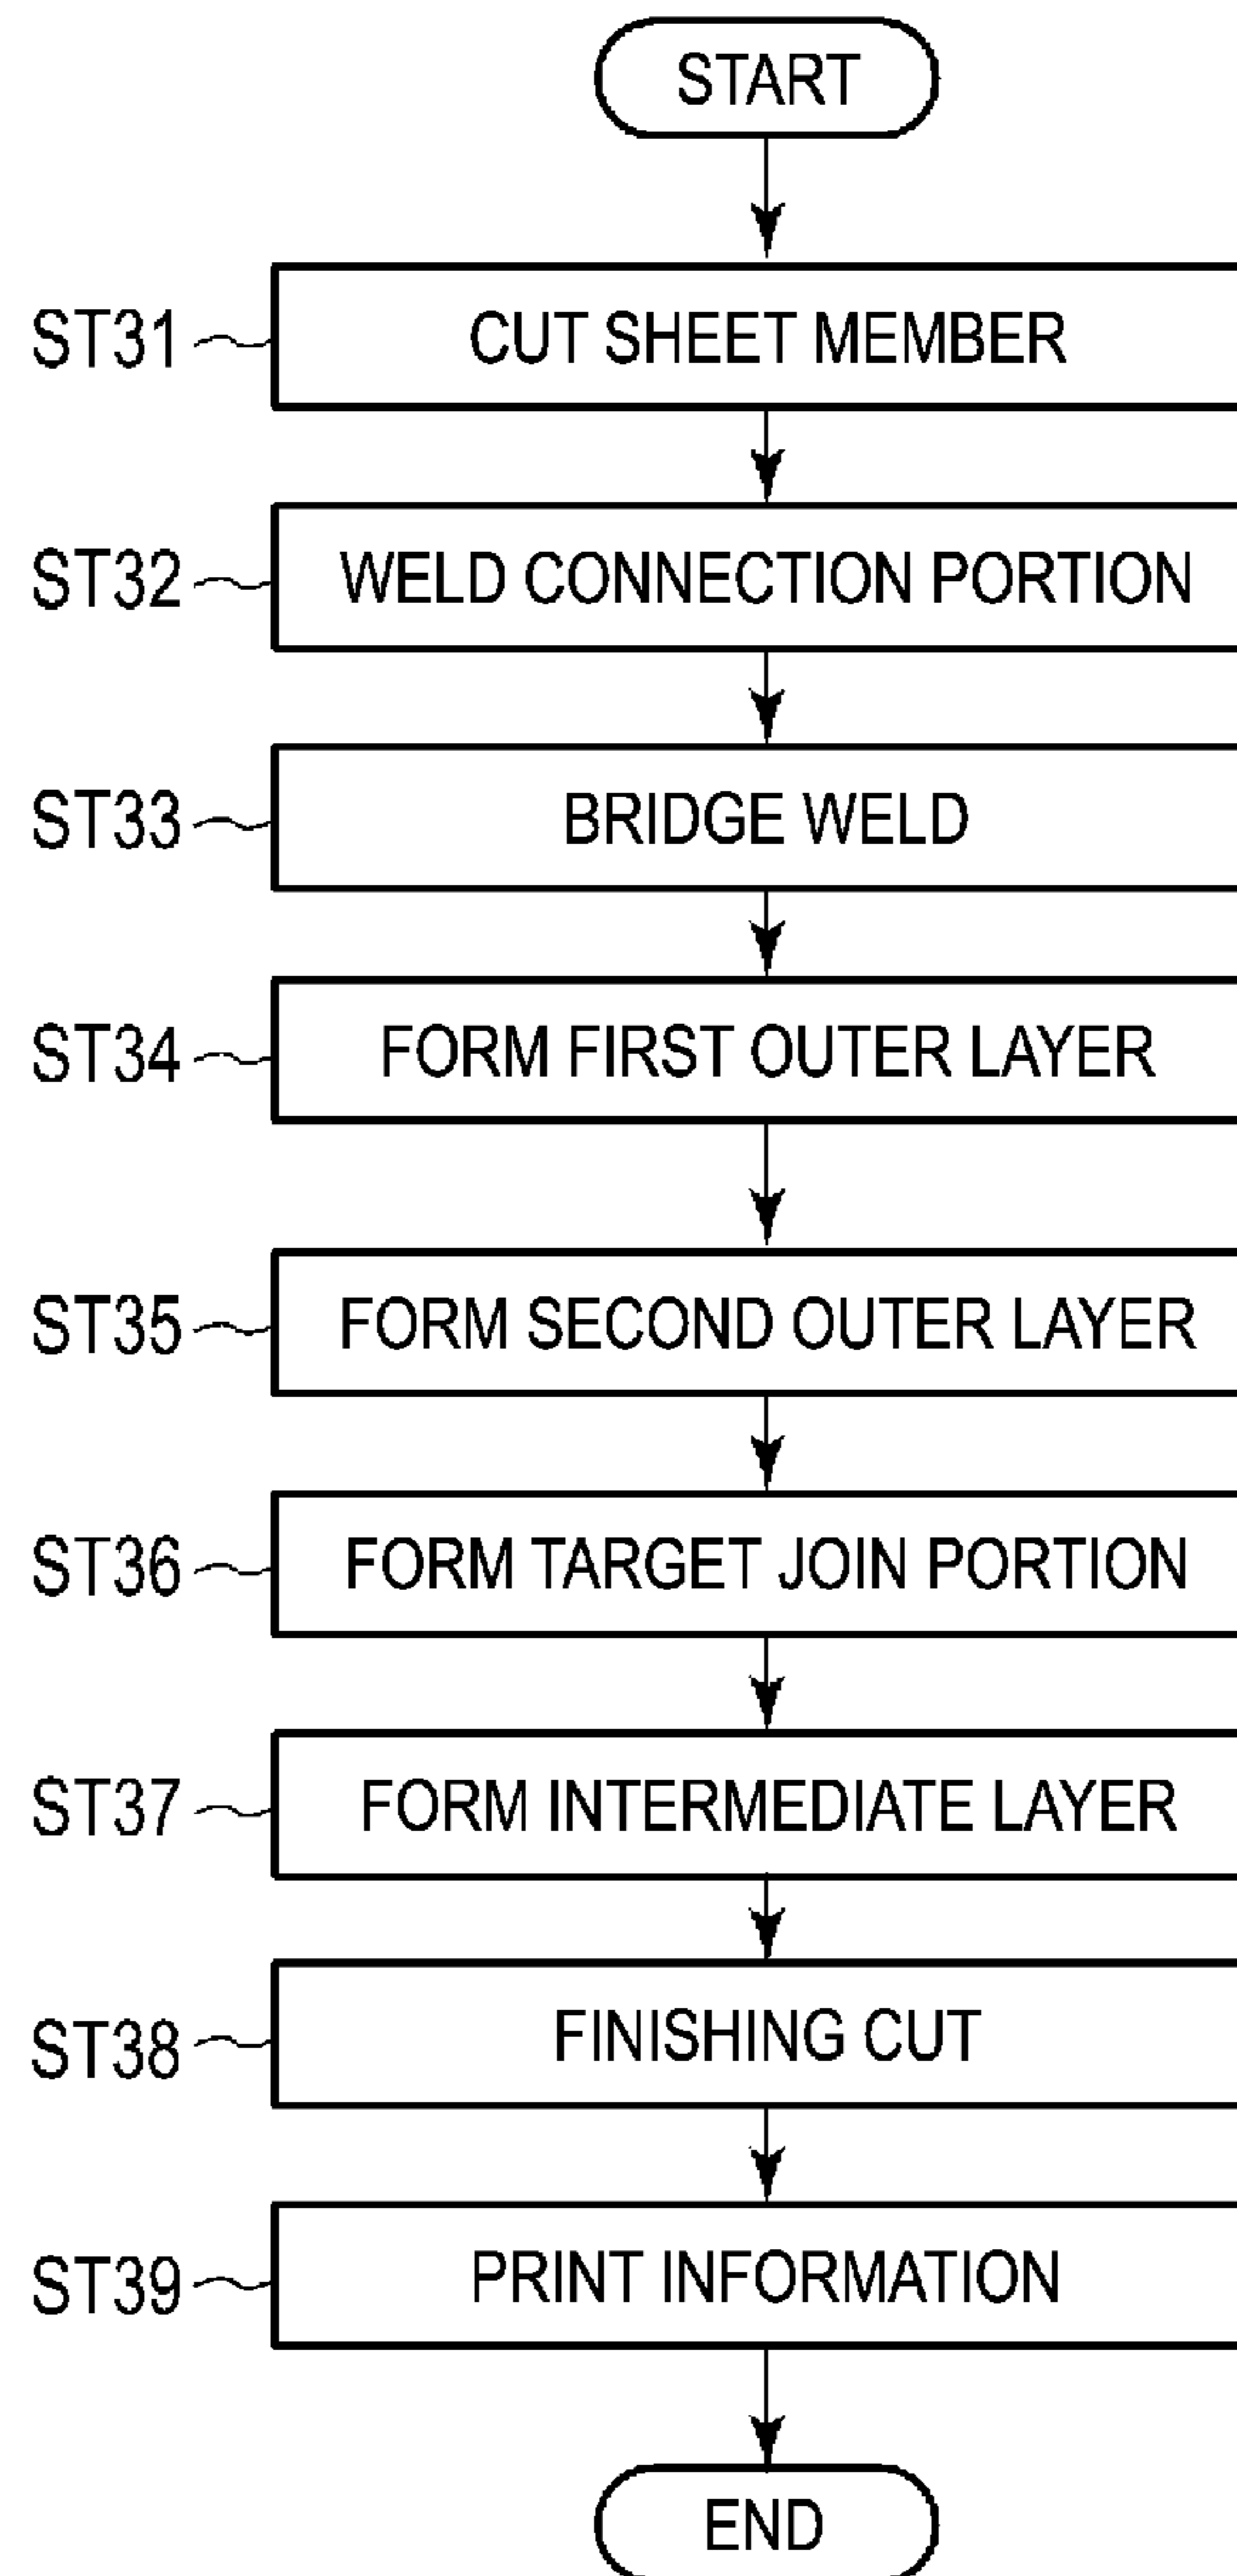 START
ST31 CUT SHEET MEMBER
ST32 WELD CONNECTION PORTION
ST33 BRIDGE WELD
ST34 FORM FIRST OUTER LAYER
ST35 FORM SECOND OUTER LAYER
ST36 FORM TARGET JOIN PORTION
ST37 FORM INTERMEDIATE LAYER
ST38 FINISHING CUT
ST39 PRINT INFORMATION
END